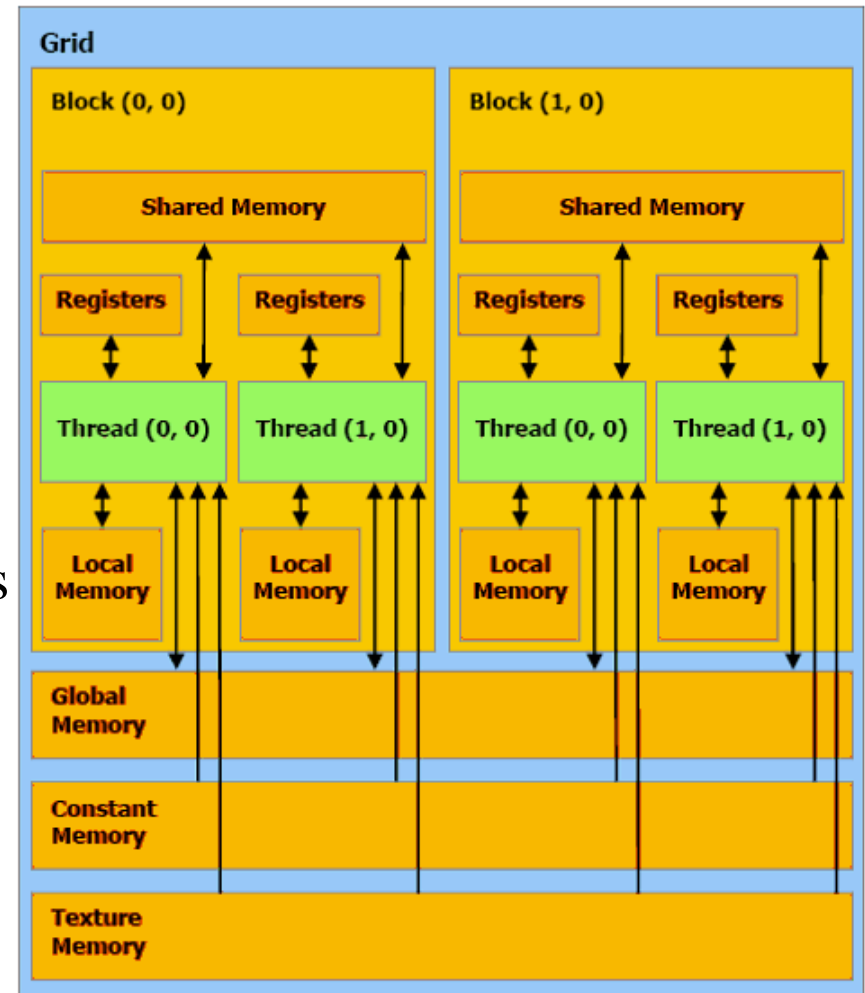 Grid
Block (0, 0)
Block (1, 0)
Shared Memory
Shared Memory
Registers
Registers
Registers
Registers
Thread (0, 0)
Thread (1, 0)
Thread (0, 0)
Thread (1, 0)
s
Local
Memory
Local
Memory
Local
Memory
Local
Memory
Global
Memory
Constant
Memory
Texture
Memory